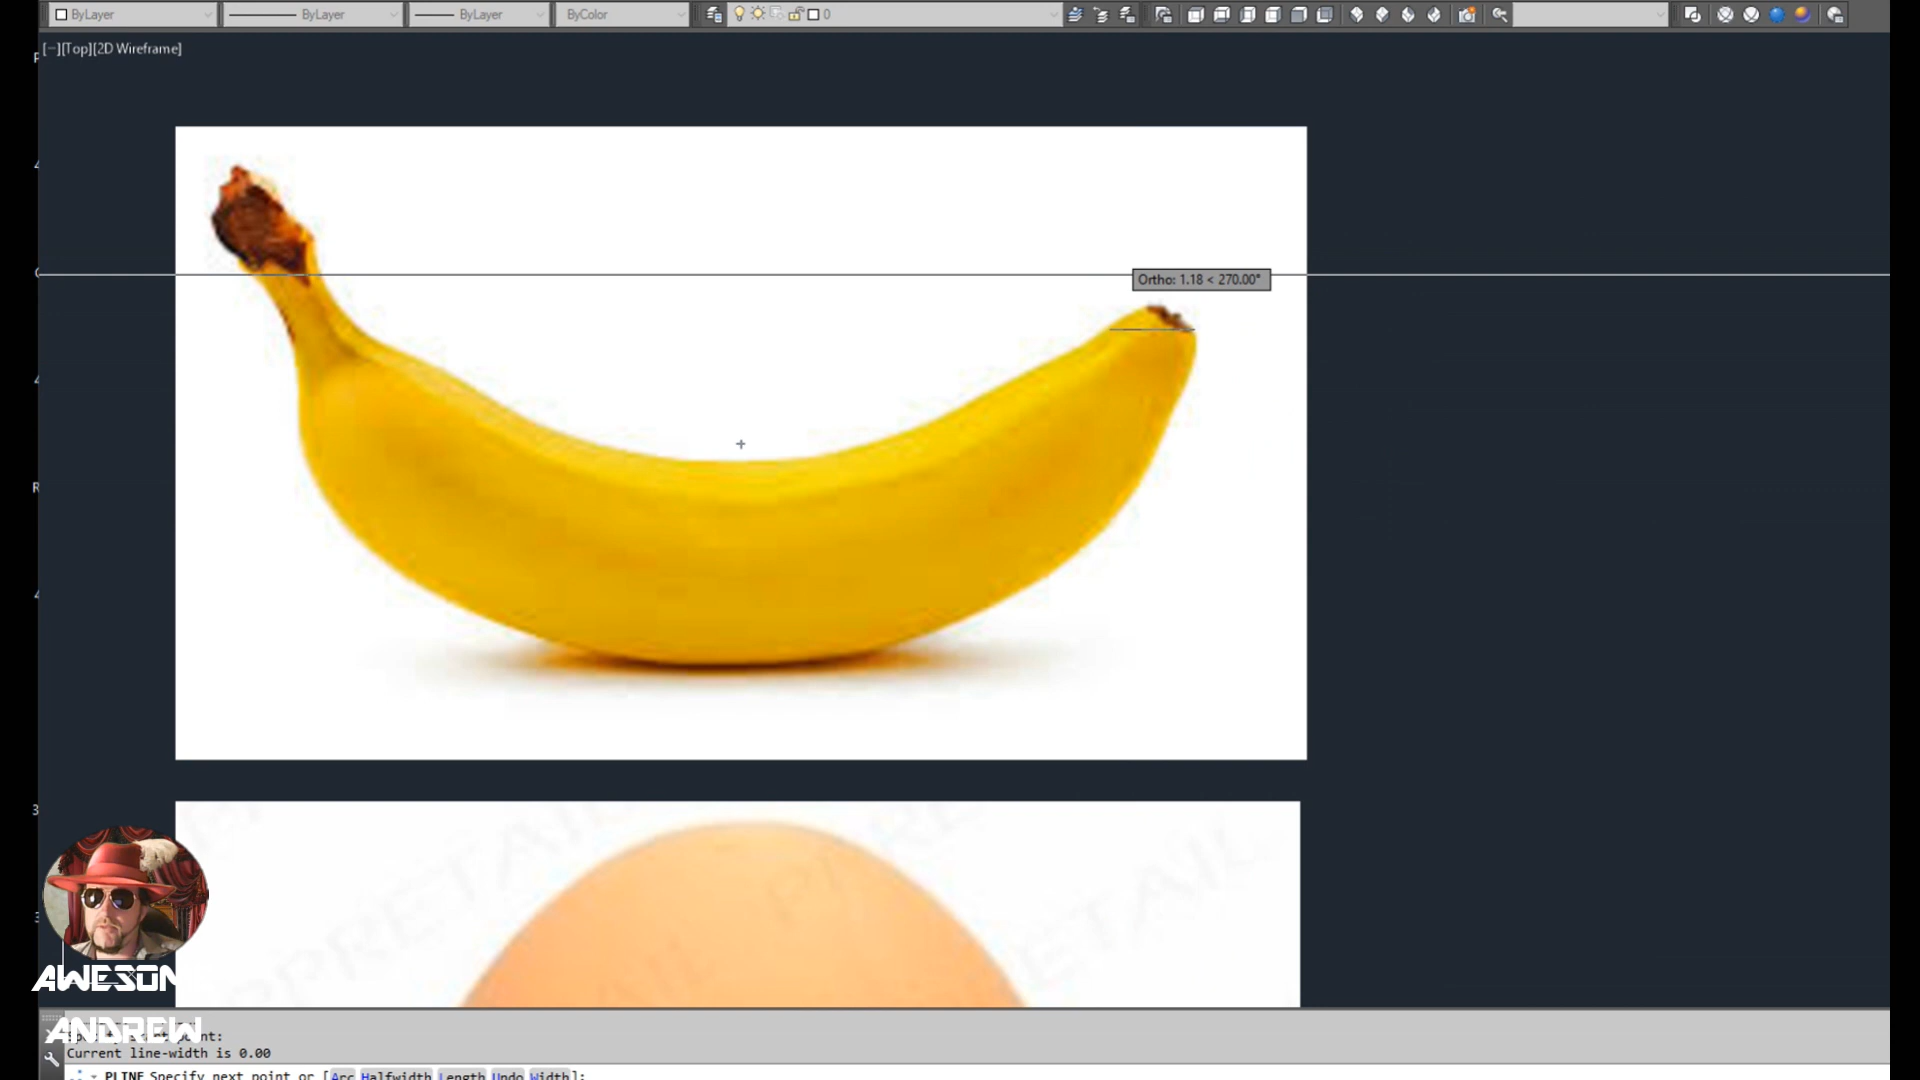 ByLayer ByLayer ByLayer ByColor 0
[−][Top][2D Wireframe]
Ortho: 1.18 < 270.00°
AWESOM
ANDREW
point:
Current line-width is 0.00
PLINE Specify next point or [Arc Halfwidth Length Undo Width]: